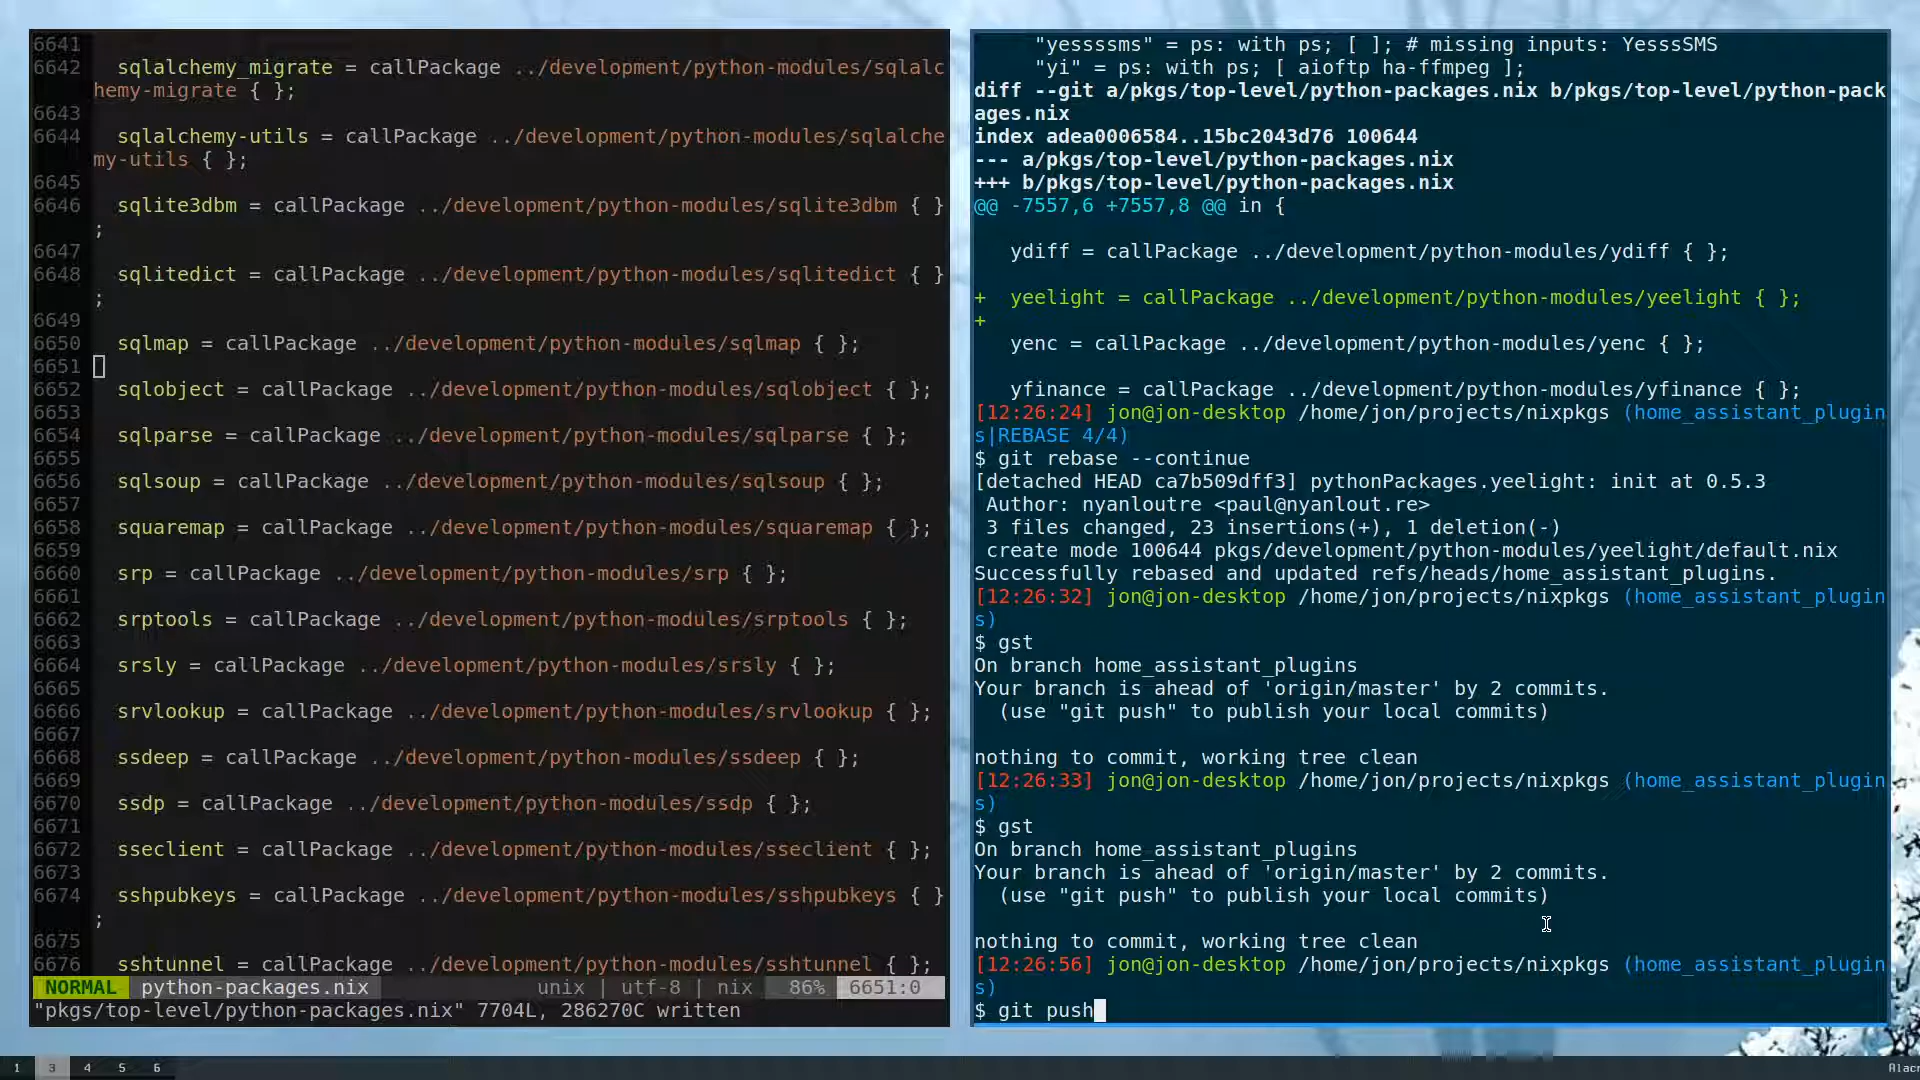 6641
6642   sqlalchemy_migrate = callPackage ../development/python-modules/sqlalc
hemy-migrate { };
6643
6644   sqlalchemy-utils = callPackage ../development/python-modules/sqlalche
my-utils { };
6645
6646   sqlite3dbm = callPackage ../development/python-modules/sqlite3dbm { }
;
6647
6648   sqlitedict = callPackage ../development/python-modules/sqlitedict { }
;
6649
6650   sqlmap = callPackage ../development/python-modules/sqlmap { };
6651
6652   sqlobject = callPackage ../development/python-modules/sqlobject { };
6653
6654   sqlparse = callPackage ../development/python-modules/sqlparse { };
6655
6656   sqlsoup = callPackage ../development/python-modules/sqlsoup { };
6657
6658   squaremap = callPackage ../development/python-modules/squaremap { };
6659
6660   srp = callPackage ../development/python-modules/srp { };
6661
6662   srptools = callPackage ../development/python-modules/srptools { };
6663
6664   srsly = callPackage ../development/python-modules/srsly { };
6665
6666   srvlookup = callPackage ../development/python-modules/srvlookup { };
6667
6668   ssdeep = callPackage ../development/python-modules/ssdeep { };
6669
6670   ssdp = callPackage ../development/python-modules/ssdp { };
6671
6672   sseclient = callPackage ../development/python-modules/sseclient { };
6673
6674   sshpubkeys = callPackage ../development/python-modules/sshpubkeys { }
;
6675
6676   sshtunnel = callPackage ../development/python-modules/sshtunnel { };
NORMAL  python-packages.nix  unix | utf-8 | nix  86%  6651:0
"pkgs/top-level/python-packages.nix" 7704L, 286270C written
"yessssms" = ps: with ps; [ ]; # missing inputs: YesssSMS
"yi" = ps: with ps; [ aioftp ha-ffmpeg ];
diff --git a/pkgs/top-level/python-packages.nix b/pkgs/top-level/python-pack
ages.nix
index adea0006584..15bc2043d76 100644
--- a/pkgs/top-level/python-packages.nix
+++ b/pkgs/top-level/python-packages.nix
@@ -7557,6 +7557,8 @@ in {
ydiff = callPackage ../development/python-modules/ydiff { };
+  yeelight = callPackage ../development/python-modules/yeelight { };
+
yenc = callPackage ../development/python-modules/yenc { };
yfinance = callPackage ../development/python-modules/yfinance { };
[12:26:24] jon@jon-desktop /home/jon/projects/nixpkgs (home_assistant_plugin
s|REBASE 4/4)
$ git rebase --continue
[detached HEAD ca7b509dff3] pythonPackages.yeelight: init at 0.5.3
Author: nyanloutre <paul@nyanlout.re>
3 files changed, 23 insertions(+), 1 deletion(-)
create mode 100644 pkgs/development/python-modules/yeelight/default.nix
Successfully rebased and updated refs/heads/home_assistant_plugins.
[12:26:32] jon@jon-desktop /home/jon/projects/nixpkgs (home_assistant_plugin
s)
$ gst
On branch home_assistant_plugins
Your branch is ahead of 'origin/master' by 2 commits.
(use "git push" to publish your local commits)
nothing to commit, working tree clean
[12:26:33] jon@jon-desktop /home/jon/projects/nixpkgs (home_assistant_plugin
s)
$ gst
On branch home_assistant_plugins
Your branch is ahead of 'origin/master' by 2 commits.
(use "git push" to publish your local commits)
nothing to commit, working tree clean
[12:26:56] jon@jon-desktop /home/jon/projects/nixpkgs (home_assistant_plugin
s)
$ git push
1 3 4 5 6
Alacr